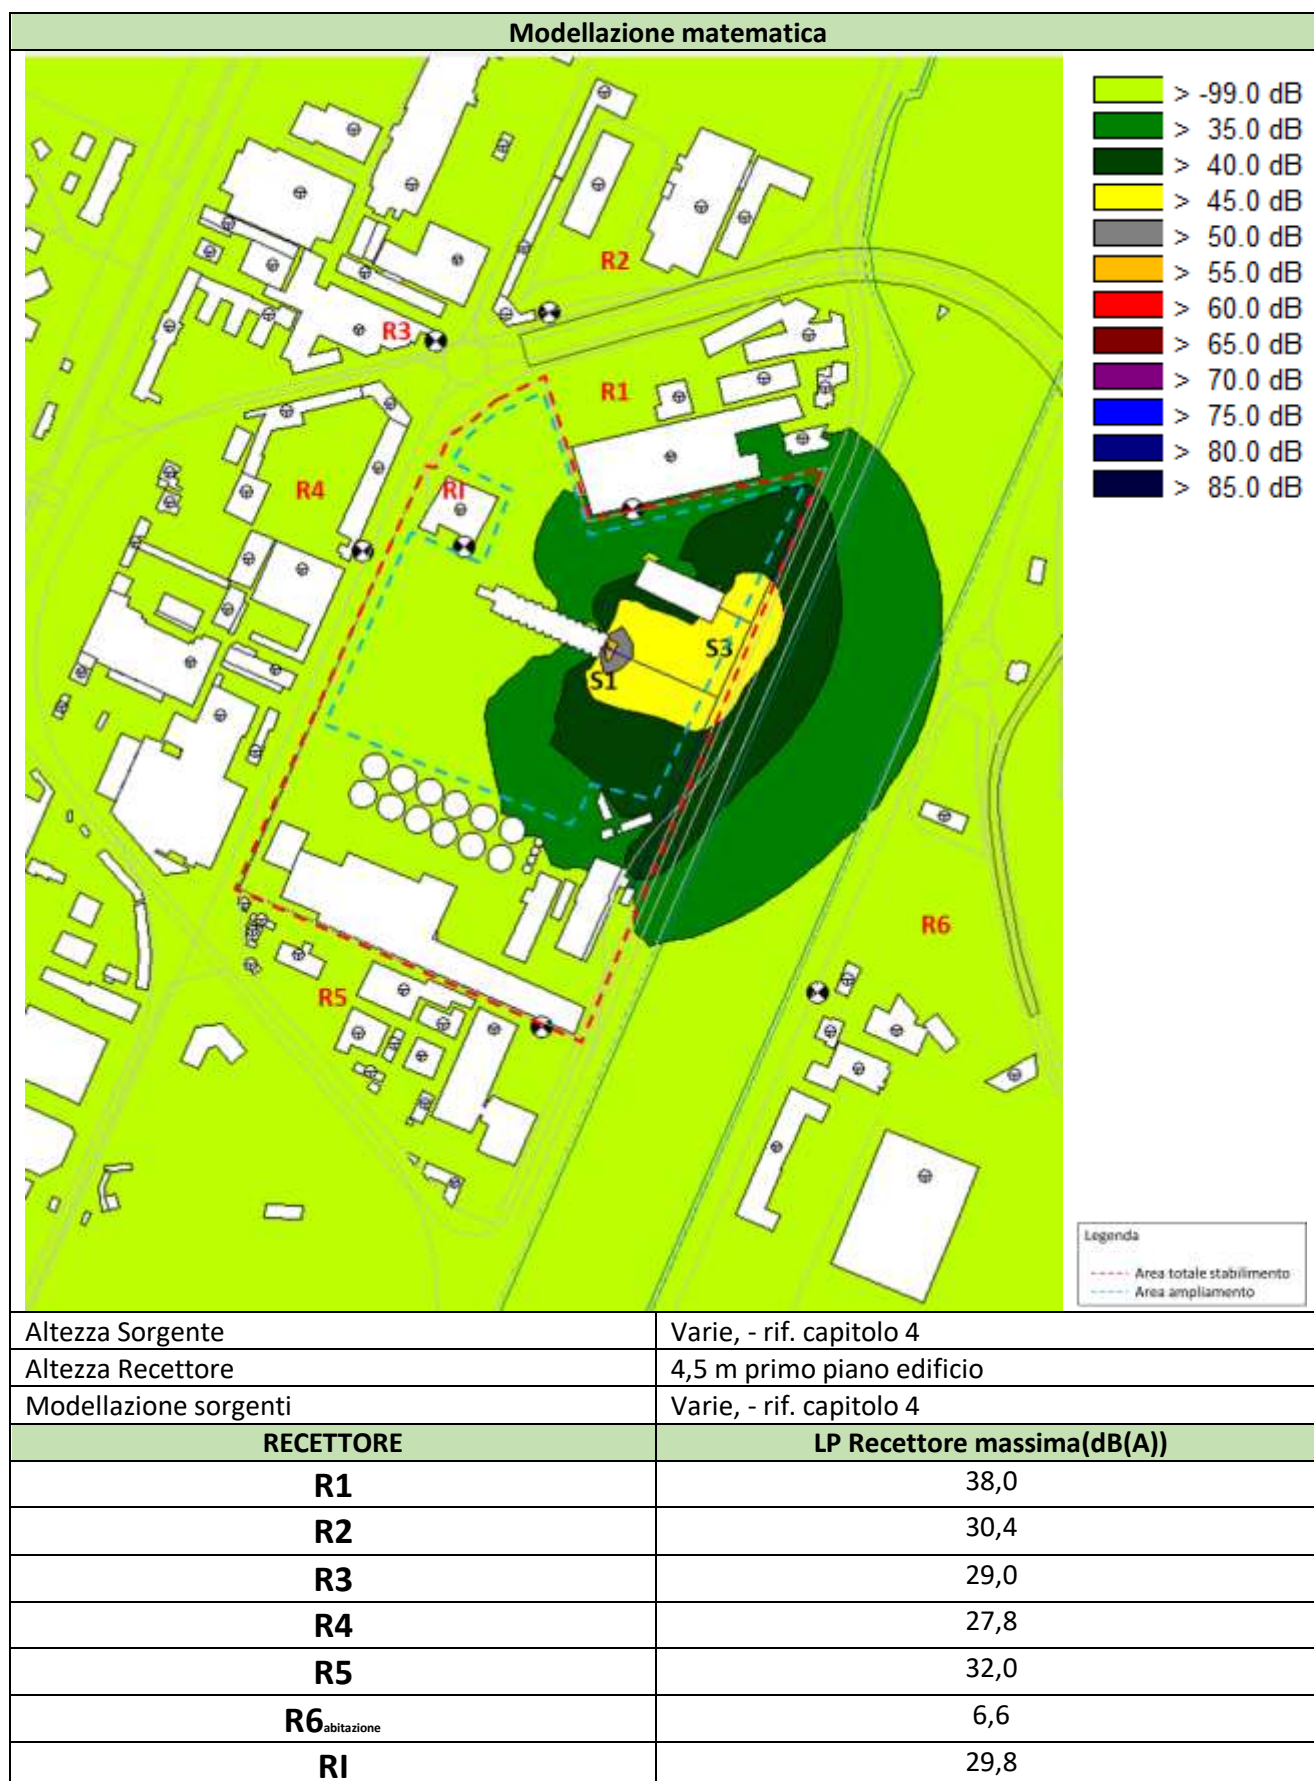 Modellazione matematica
> -99.0 dB
> 35.0 dB
> 40.0 dB
> 45.0 dB
> 50.0 dB
> 55.0 dB
> 60.0 dB
> 65.0 dB
> 70.0 dB
> 75.0 dB
> 80.0 dB
> 85.0 dB
R2
R3
R1
R4
RI
S3
S1
R6
R5
Legenda
Area totale stabilimento
Area ampliamento
Altezza Sorgente Varie, - rif. capitolo 4
Altezza Recettore 4,5 m primo piano edificio
Modellazione sorgenti Varie, - rif. capitolo 4
RECETTORE LP Recettore massima(dB(A))
R1 38,0
R2 30,4
R3 29,0
R4 27,8
R5 32,0
R6abitazione 6,6
RI 29,8